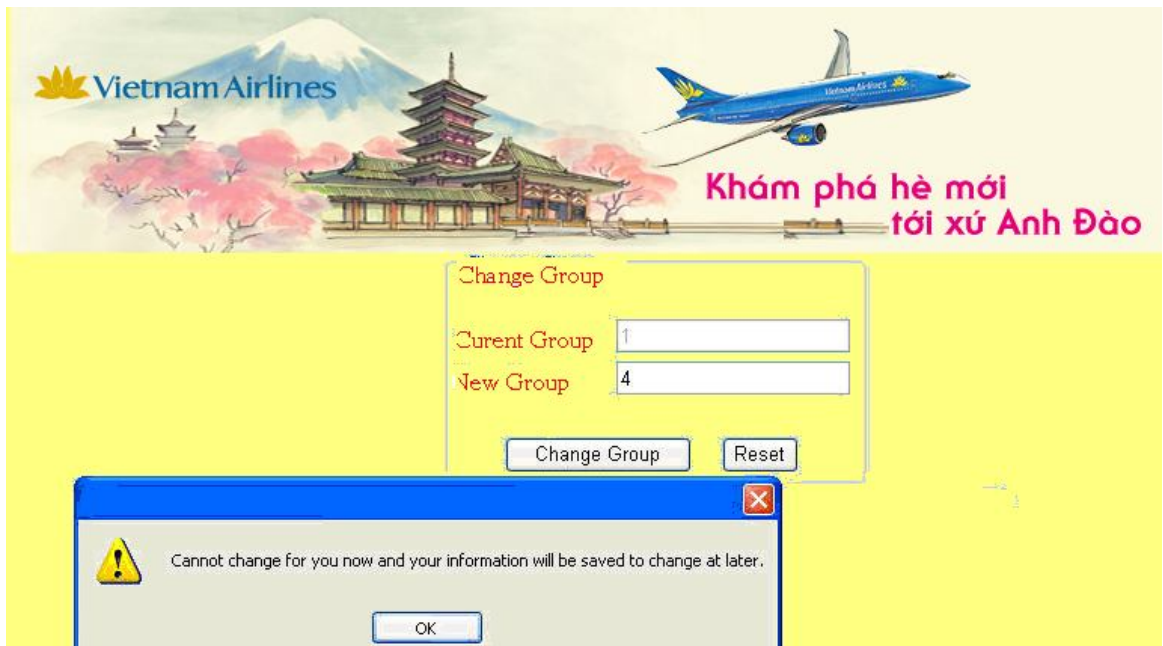 Vietnam Airlines
Vietnam Airlines
Khám phá hè mới
tới xứ Anh Đào
Change Group
Curent Group 1
New Group 4
Change Group Reset
Cannot change for you now and your information will be saved to change at later.
OK